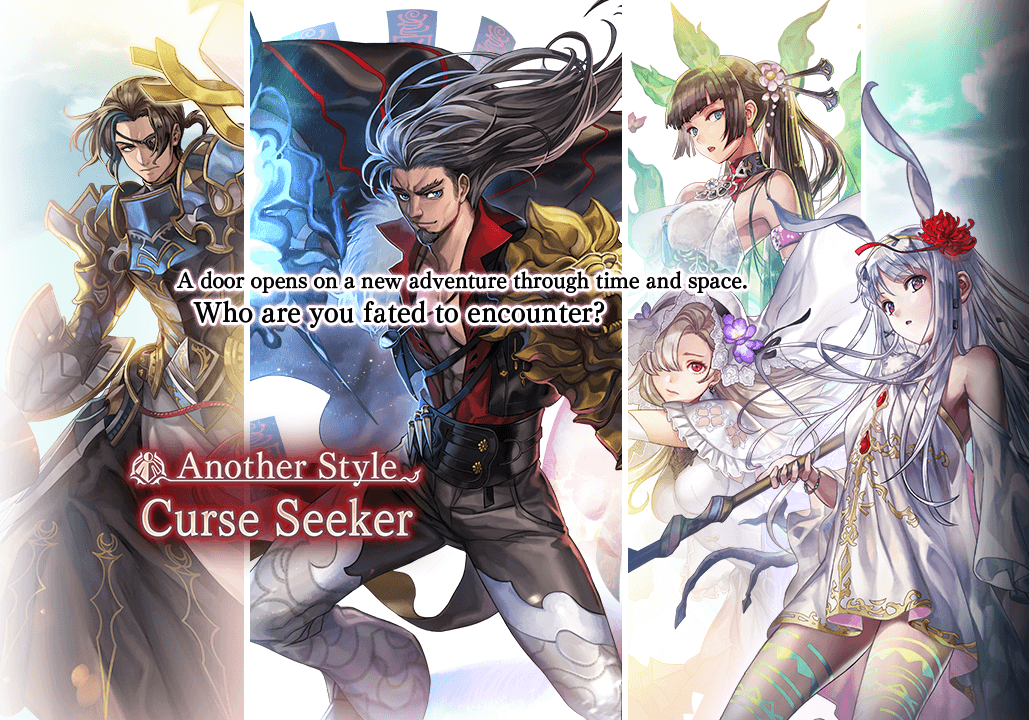 A door opens on a new adventure through time and space.
Who are you fated to encounter?
Another Style
Curse Seeker